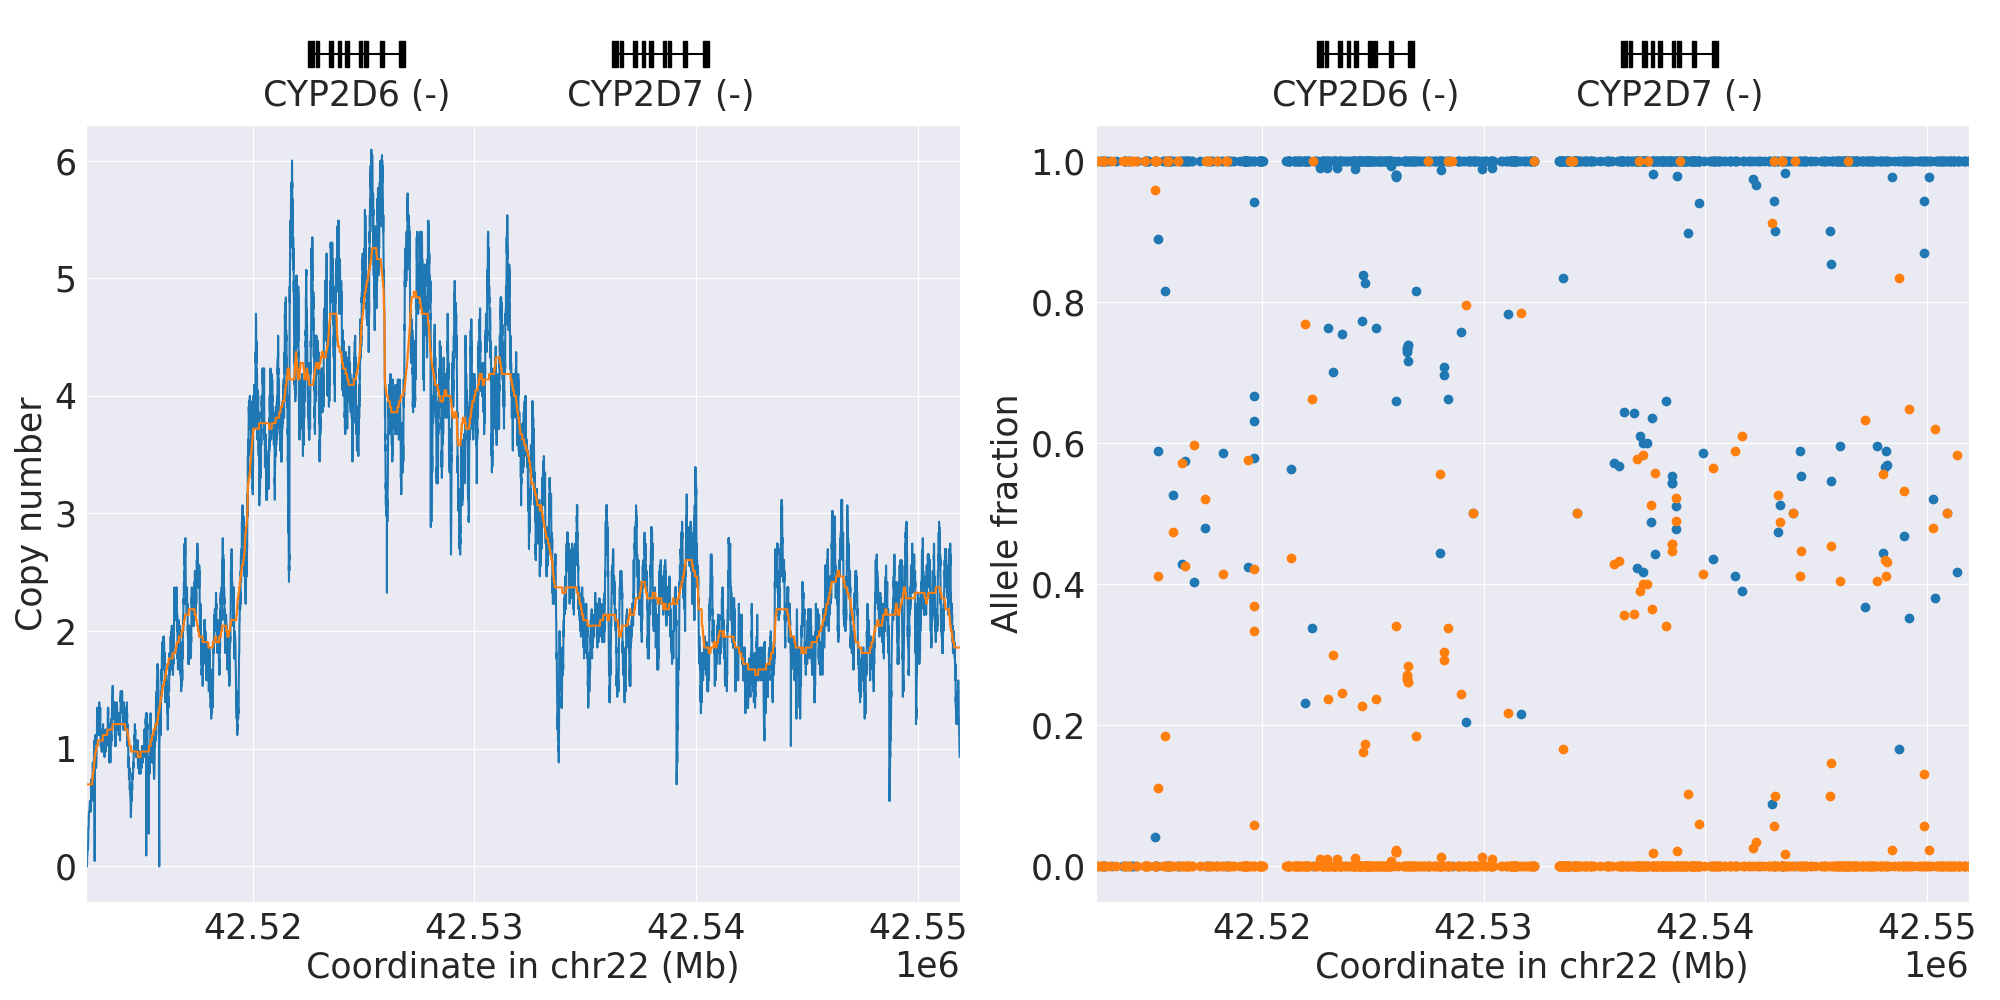 CYP2D6 (-) CYP2D7 (-)
Copy number
6
5
4
3
2
1
0
42.52 42.53 42.54 42.55
Coordinate in chr22 (Mb) 1e6
CYP2D6 (-) CYP2D7 (-)
Allele fraction
1.0
0.8
0.6
0.4
0.2
0.0
42.52 42.53 42.54 42.55
Coordinate in chr22 (Mb) 1e6